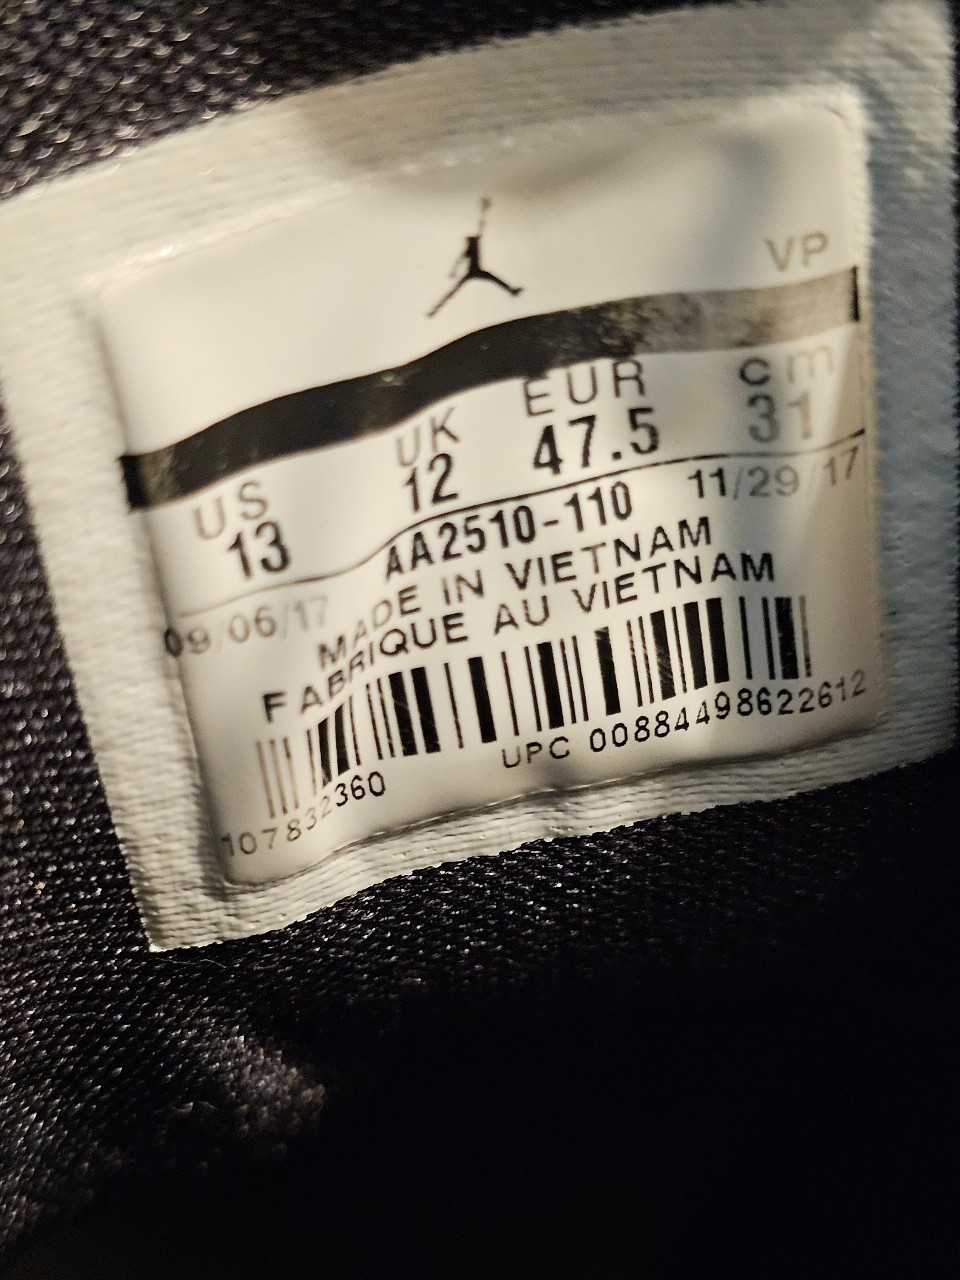 VP
US UK EUR cm
13 12 47.5 31
09/06/17 AA2510-110 11/29/17
MADE IN VIETNAM
FABRIQUE AU VIETNAM
107832360 UPC 00884498622612